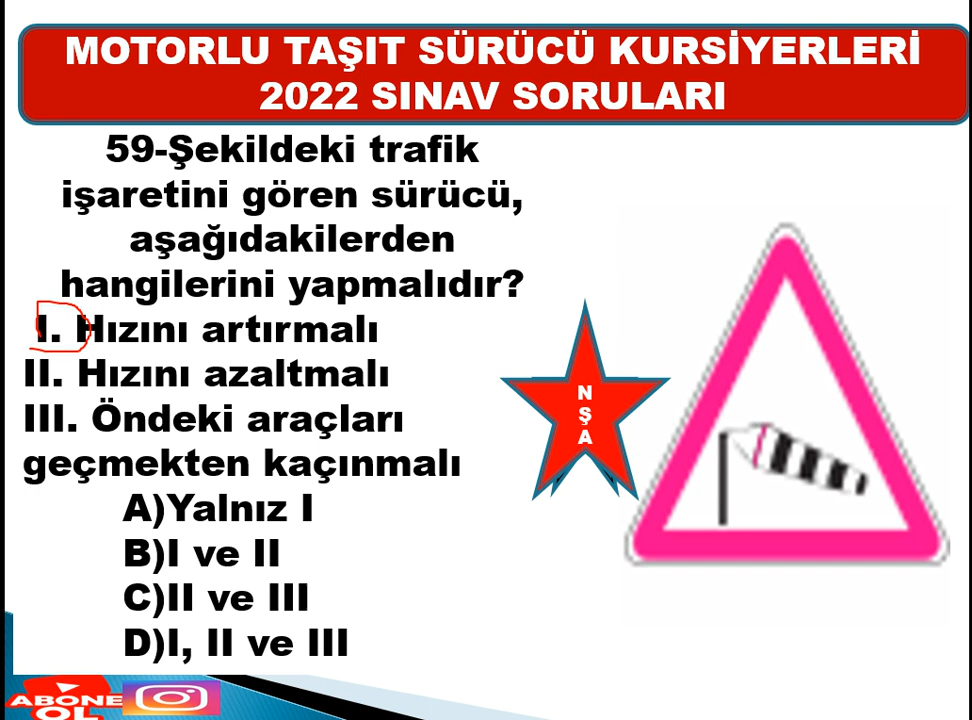 MOTORLU TAŞIT SÜRÜCÜ KURSİYERLERİ
2022 SINAV SORULARI
59-Şekildeki trafik
işaretini gören sürücü,
aşağıdakilerden
hangilerini yapmalıdır?
I. Hızını artırmalı
II. Hızını azaltmalı
III. Öndeki araçları
geçmekten kaçınmalı
A)Yalnız I
B)I ve II
C)II ve III
D)I, II ve III
N
Ş
A
ABONE
OL